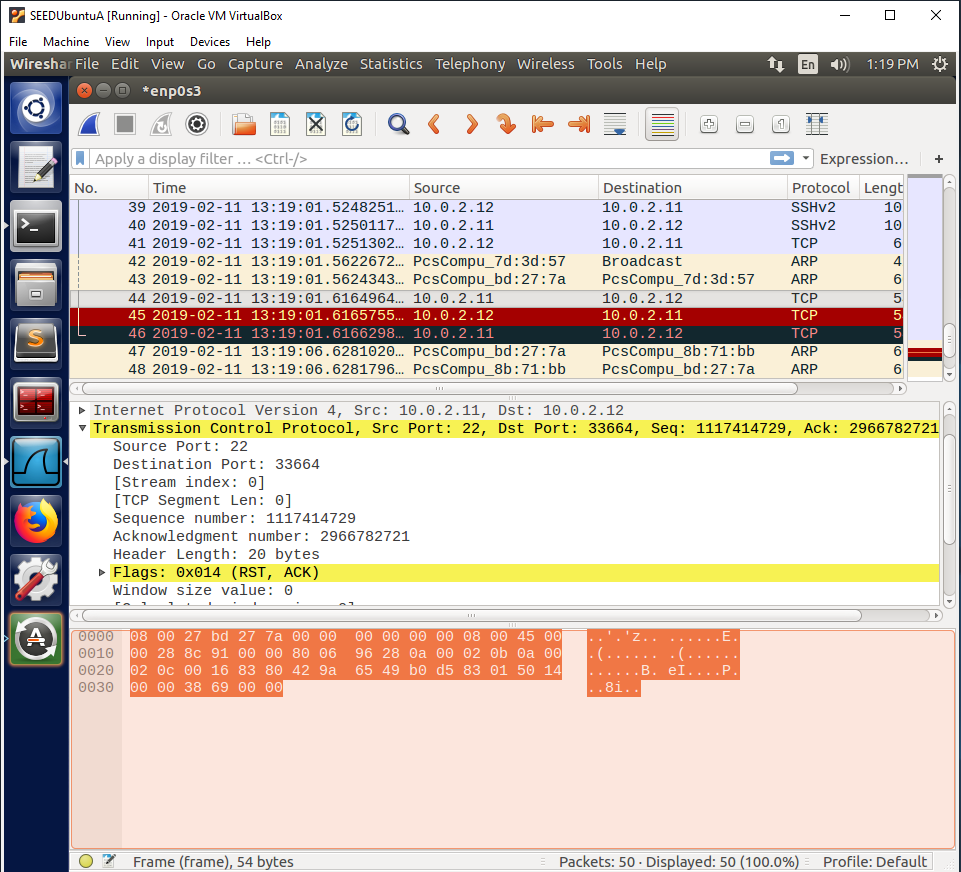 SEEDUbuntuA [Running] - Oracle VM VirtualBox
File Machine View Input Devices Help
Wireshar File Edit View Go Capture Analyze Statistics Telephony Wireless Tools Help En 1:19 PM
*enp0s3
Apply a display filter … <Ctrl-/> Expression… +
No. Time Source Destination Protocol Lengt
39 2019-02-11 13:19:01.5248251… 10.0.2.12 10.0.2.11 SSHv2 10
40 2019-02-11 13:19:01.5250117… 10.0.2.11 10.0.2.12 SSHv2 10
41 2019-02-11 13:19:01.5251302… 10.0.2.12 10.0.2.11 TCP 6
42 2019-02-11 13:19:01.5622672… PcsCompu_7d:3d:57 Broadcast ARP 4
43 2019-02-11 13:19:01.5624343… PcsCompu_bd:27:7a PcsCompu_7d:3d:57 ARP 6
44 2019-02-11 13:19:01.6164964… 10.0.2.11 10.0.2.12 TCP 5
45 2019-02-11 13:19:01.6165755… 10.0.2.12 10.0.2.11 TCP 5
46 2019-02-11 13:19:01.6166298… 10.0.2.11 10.0.2.12 TCP 5
47 2019-02-11 13:19:06.6281020… PcsCompu_bd:27:7a PcsCompu_8b:71:bb ARP 6
48 2019-02-11 13:19:06.6281796… PcsCompu_8b:71:bb PcsCompu_bd:27:7a ARP 6
Internet Protocol Version 4, Src: 10.0.2.11, Dst: 10.0.2.12
Transmission Control Protocol, Src Port: 22, Dst Port: 33664, Seq: 1117414729, Ack: 2966782721
Source Port: 22
Destination Port: 33664
[Stream index: 0]
[TCP Segment Len: 0]
Sequence number: 1117414729
Acknowledgment number: 2966782721
Header Length: 20 bytes
Flags: 0x014 (RST, ACK)
Window size value: 0
0000 08 00 27 bd 27 7a 00 00 00 00 00 00 08 00 45 00 ..'.'z.. ......E.
0010 00 28 8c 91 00 00 80 06 96 28 0a 00 02 0b 0a 00 .(...... .(......
0020 02 0c 00 16 83 80 42 9a 65 49 b0 d5 83 01 50 14 ......B. eI....P.
0030 00 00 38 69 00 00 ..8i..
Frame (frame), 54 bytes Packets: 50 · Displayed: 50 (100.0%) Profile: Default